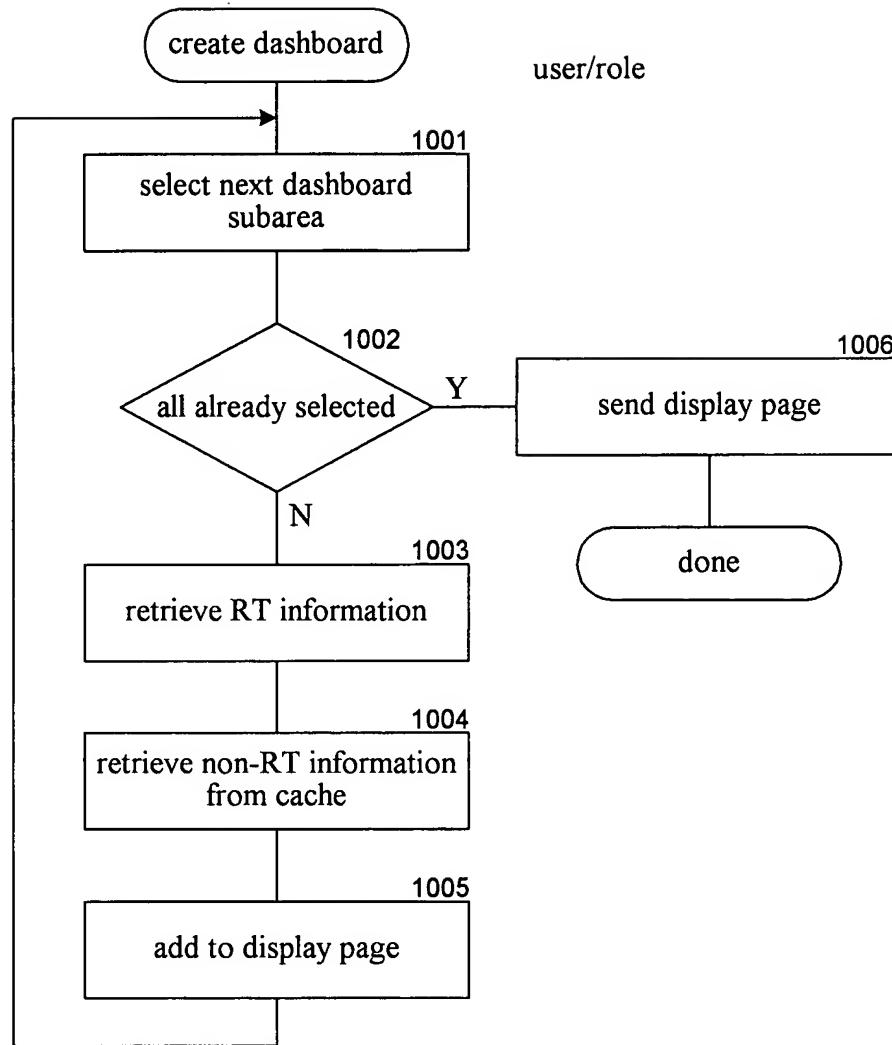 create dashboard
user/role
1001
select next dashboard
subarea
1002
all already selected
Y
1006
send display page
N
done
1003
retrieve RT information
1004
retrieve non-RT information
from cache
1005
add to display page